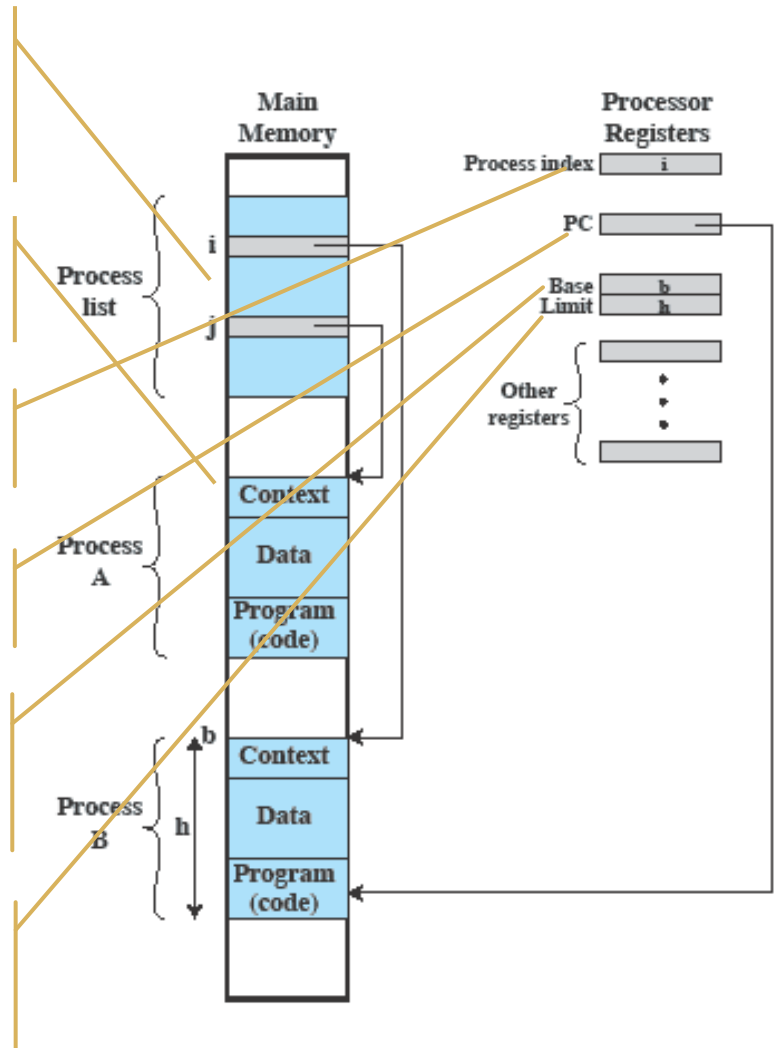 Main
Memory
Processor
Registers
Process index
i
PC
i
Process
list
Base
b
Limit
h
j
Other
registers
Context
Process
A
Data
Program
(code)
b
Context
Process
B
h
Data
Program
(code)